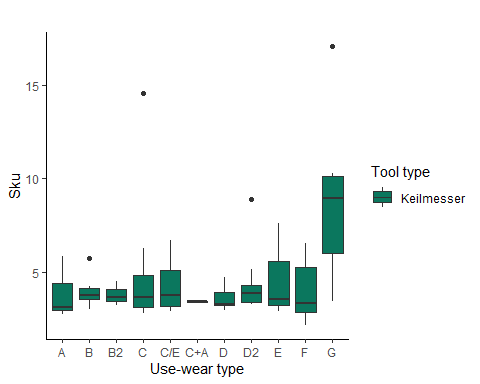 15
10
5
Sku
A B B2 C C/E C+A D D2 E F G
Use-wear type
Tool type
Keilmesser